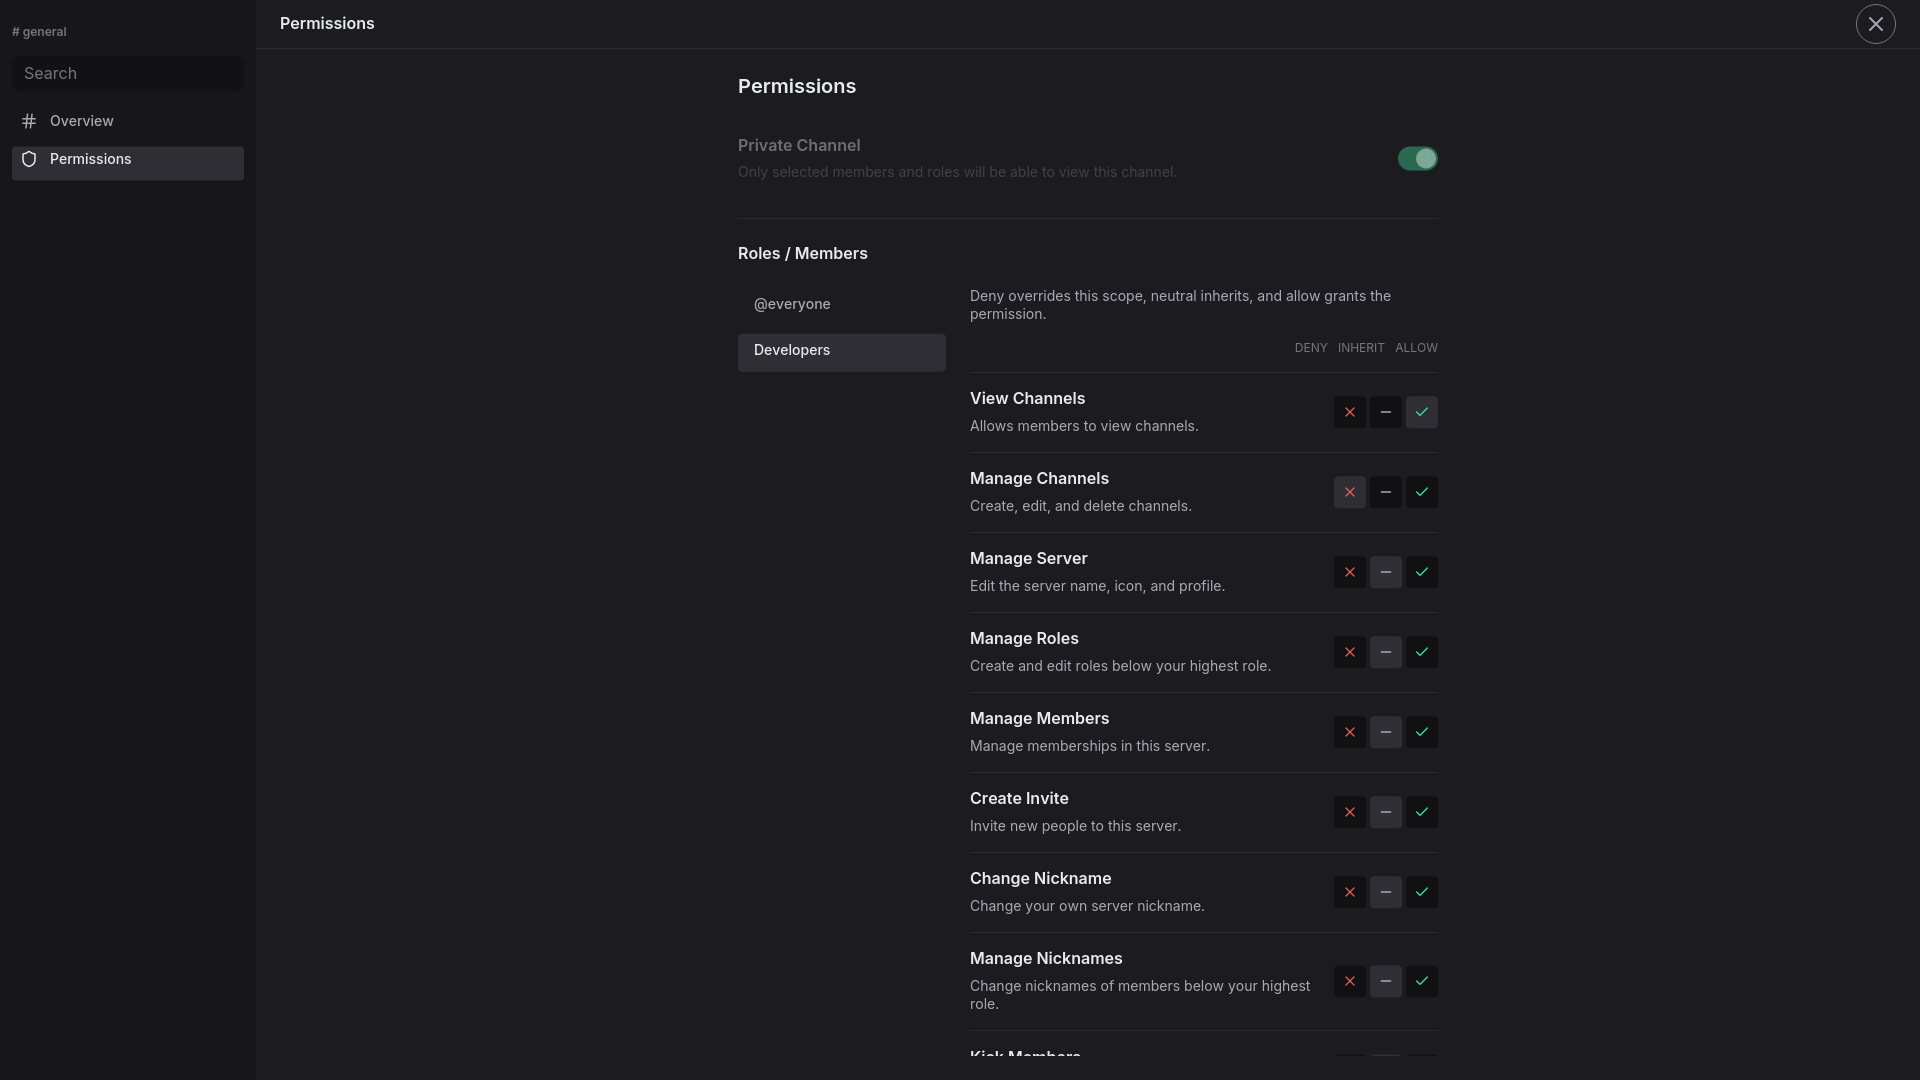 # general
Search
Overview
Permissions
Permissions
Permissions
Private Channel
Only selected members and roles will be able to view this channel.
Roles / Members
@everyone
Developers
Deny overrides this scope, neutral inherits, and allow grants the
permission.
DENY INHERIT ALLOW
View Channels
Allows members to view channels.
Manage Channels
Create, edit, and delete channels.
Manage Server
Edit the server name, icon, and profile.
Manage Roles
Create and edit roles below your highest role.
Manage Members
Manage memberships in this server.
Create Invite
Invite new people to this server.
Change Nickname
Change your own server nickname.
Manage Nicknames
Change nicknames of members below your highest
role.
Kick Members